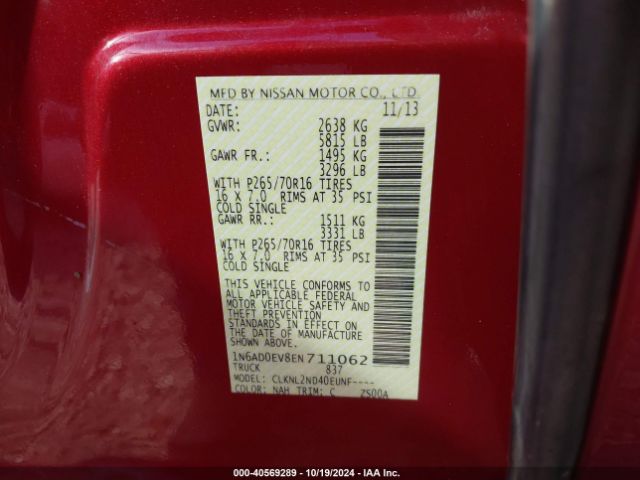 MFD BY NISSAN MOTOR CO., LTD.
DATE: 11/13
GVWR: 2638 KG
5815 LB
GAWR FR.: 1495 KG
3296 LB
WITH P265/70R16 TIRES
16 X 7.0 RIMS AT 35 PSI
COLD SINGLE
GAWR RR.: 1511 KG
3331 LB
WITH P265/70R16 TIRES
16 X 7.0 RIMS AT 35 PSI
COLD SINGLE
THIS VEHICLE CONFORMS TO
ALL APPLICABLE FEDERAL
MOTOR VEHICLE SAFETY AND
THEFT PREVENTION
STANDARDS IN EFFECT ON
THE DATE OF MANUFACTURE
SHOWN ABOVE.
1N6AD0EV8EN711062
TRUCK 837
MODEL: CLKNL2ND40EUNF----
COLOR: NAH TRIM: C ZS00A
000-40569289 - 10/19/2024 - IAA Inc.